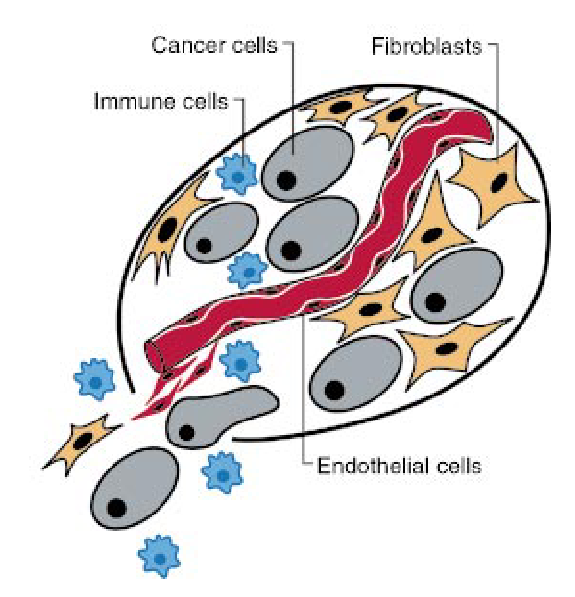 Cancer cells
Fibroblasts
Immune cells
Endothelial cells